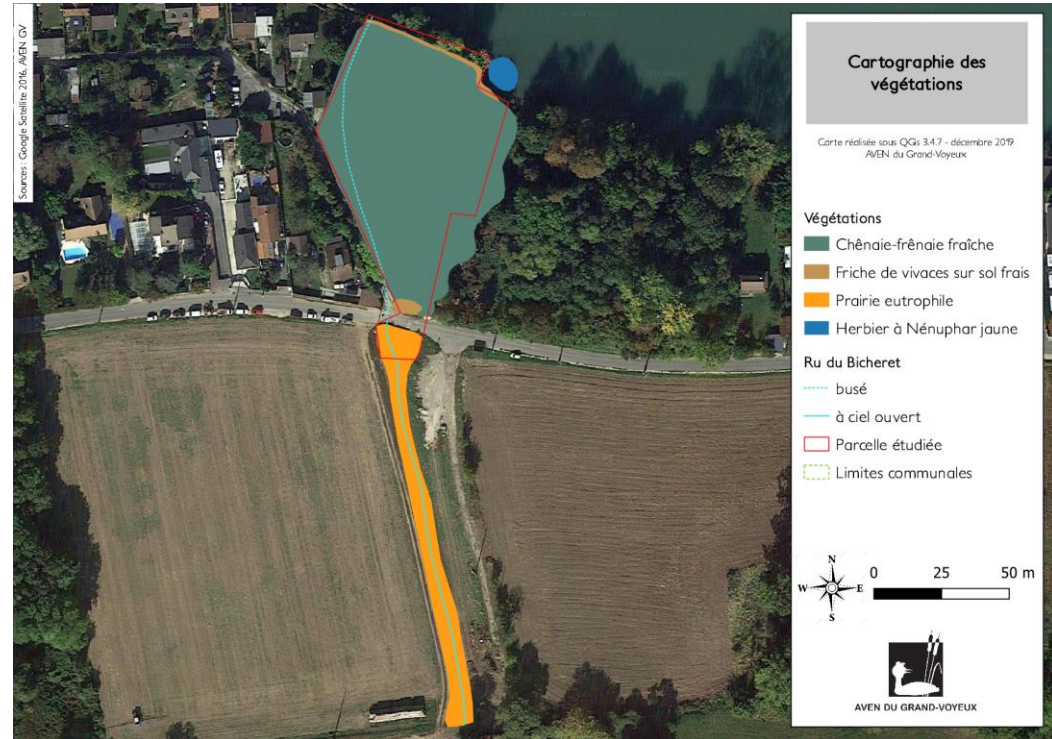 Sources : Google Satellite 2016, AVEN GV
Cartographie des
végétations
Carte réalisée sous QGis 3.4.7 - décembre 2019
AVEN du Grand-Voyeux
Végétations
Chênaie-frênaie fraîche
Friche de vivaces sur sol frais
Prairie eutrophile
Herbier à Nénuphar jaune
Ru du Bicheret
busé
à ciel ouvert
Parcelle étudiée
Limites communales
N
W E
S
0 25 50 m
AVEN DU GRAND-VOYEUX